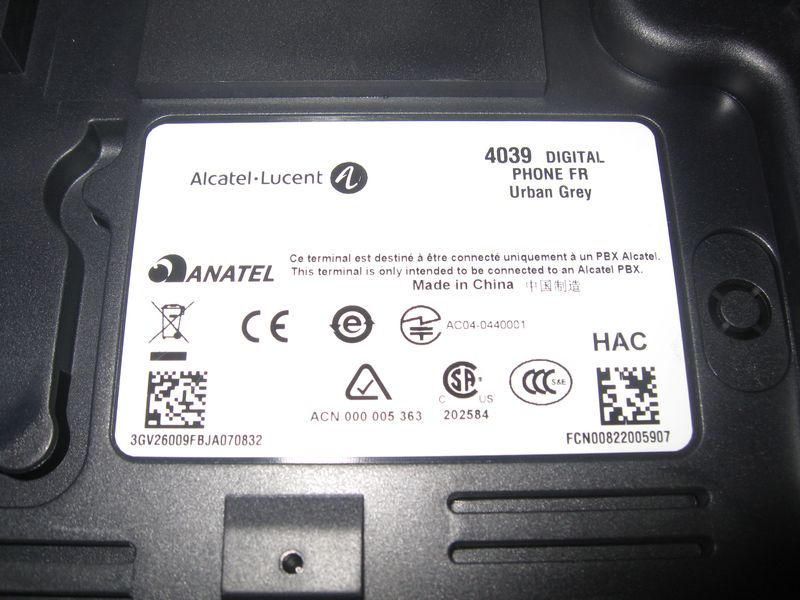 Alcatel·Lucent
4039 DIGITAL
PHONE FR
Urban Grey
ANATEL
Ce terminal est destiné à être connecté uniquement à un PBX Alcatel.
This terminal is only intended to be connected to an Alcatel PBX.
Made in China 中国制造
CE
e
AC04-0440001
HAC
ACN 000 005 363
SA
C US
202584
CCC S&E
3GV26009FBJA070832
FCN00822005907